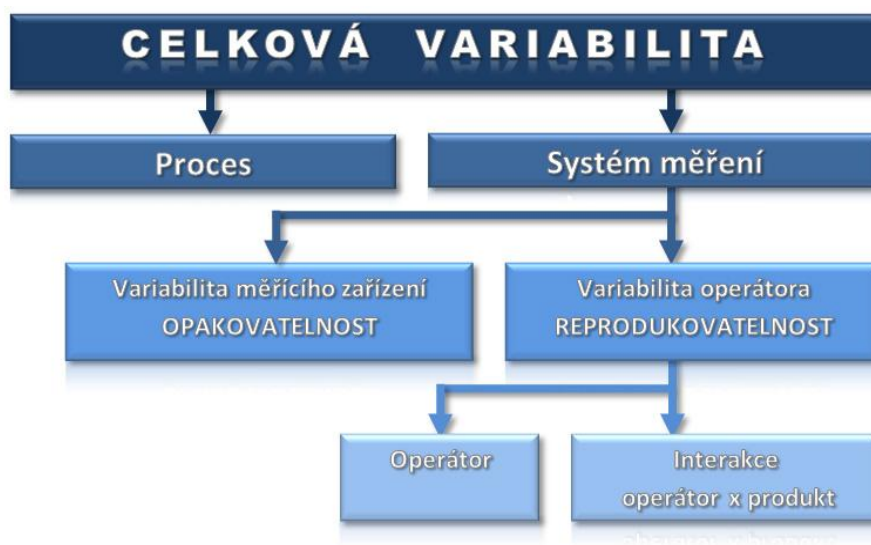 CELKOVÁ VARIABILITA
Proces
Systém měření
Variabilita měřícího zařízení
OPAKOVATELNOST
Variabilita operátora
REPRODUKOVATELNOST
Operátor
Interakce
operátor x produkt